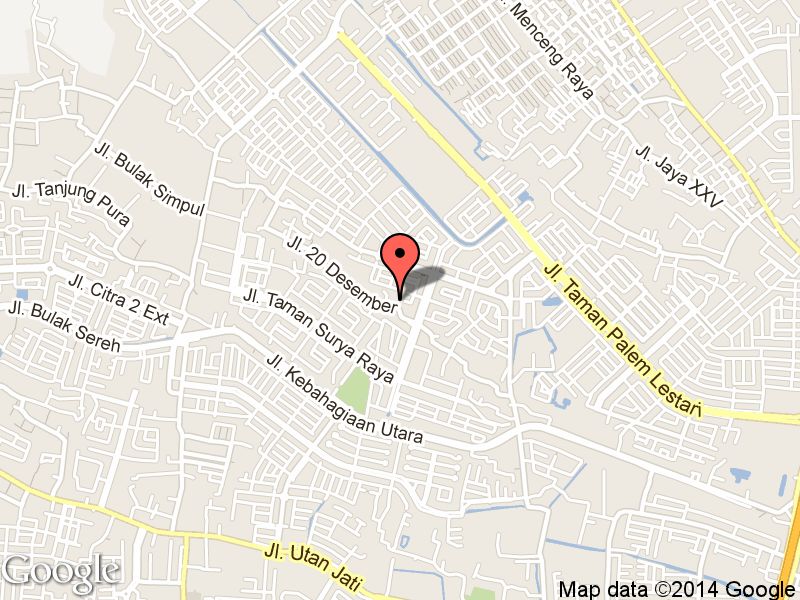 Jl. Menceng Raya
Jl. Jaya XXV
Jl. Bulak Simpul
Jl. Tanjung Pura
Jl. 20 Desember
Jl. Citra 2 Ext
Jl. Taman Palem Lestari
Jl. Bulak Sereh
Jl. Taman Surya Raya
Jl. Kebahagiaan Utara
Jl. Utan Jati
Google
Map data ©2014 Google